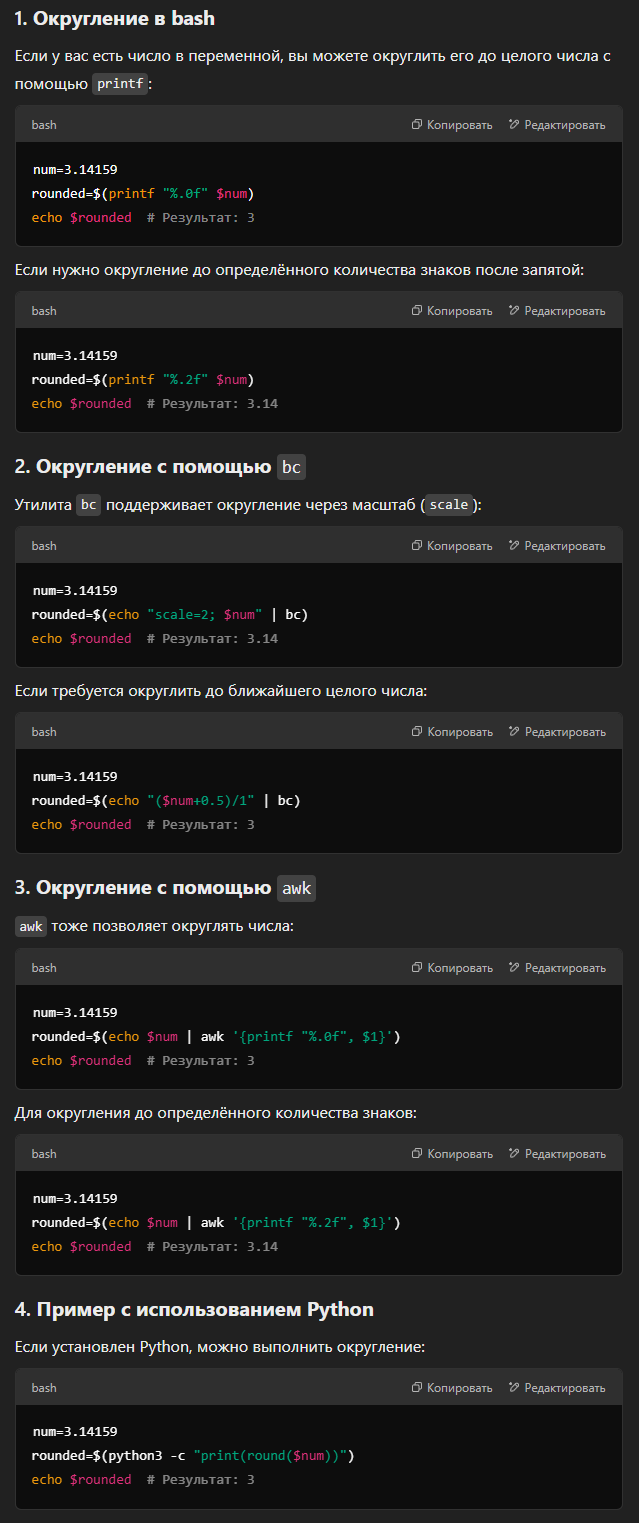 1. Округление в bash
Если у вас есть число в переменной, вы можете округлить его до целого числа с
помощью printf:
bash Копировать Редактировать
num=3.14159
rounded=$(printf "%.0f" $num)
echo $rounded  # Результат: 3
Если нужно округление до определённого количества знаков после запятой:
bash Копировать Редактировать
num=3.14159
rounded=$(printf "%.2f" $num)
echo $rounded  # Результат: 3.14
2. Округление с помощью bc
Утилита bc поддерживает округление через масштаб (scale):
bash Копировать Редактировать
num=3.14159
rounded=$(echo "scale=2; $num" | bc)
echo $rounded  # Результат: 3.14
Если требуется округлить до ближайшего целого числа:
bash Копировать Редактировать
num=3.14159
rounded=$(echo "($num+0.5)/1" | bc)
echo $rounded  # Результат: 3
3. Округление с помощью awk
awk тоже позволяет округлять числа:
bash Копировать Редактировать
num=3.14159
rounded=$(echo $num | awk '{printf "%.0f", $1}')
echo $rounded  # Результат: 3
Для округления до определённого количества знаков:
bash Копировать Редактировать
num=3.14159
rounded=$(echo $num | awk '{printf "%.2f", $1}')
echo $rounded  # Результат: 3.14
4. Пример с использованием Python
Если установлен Python, можно выполнить округление:
bash Копировать Редактировать
num=3.14159
rounded=$(python3 -c "print(round($num))")
echo $rounded  # Результат: 3